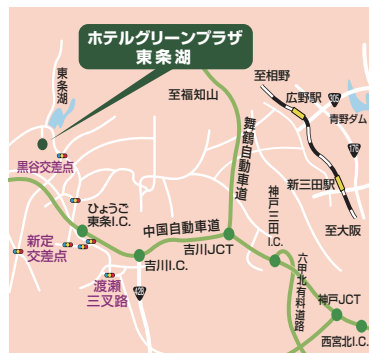 ホテルグリーンプラザ
東条湖
東条湖
至福知山
至相野
広野駅
青野ダム
176
黒谷交差点
舞鶴自動車道
新三田駅
ひょうご
東条I.C.
中国自動車道
神戸三田
I.C.
至大阪
新定
交差点
吉川JCT
吉川I.C.
渡瀬
三叉路
428
六甲北有料道路
神戸JCT
西宮北I.C.